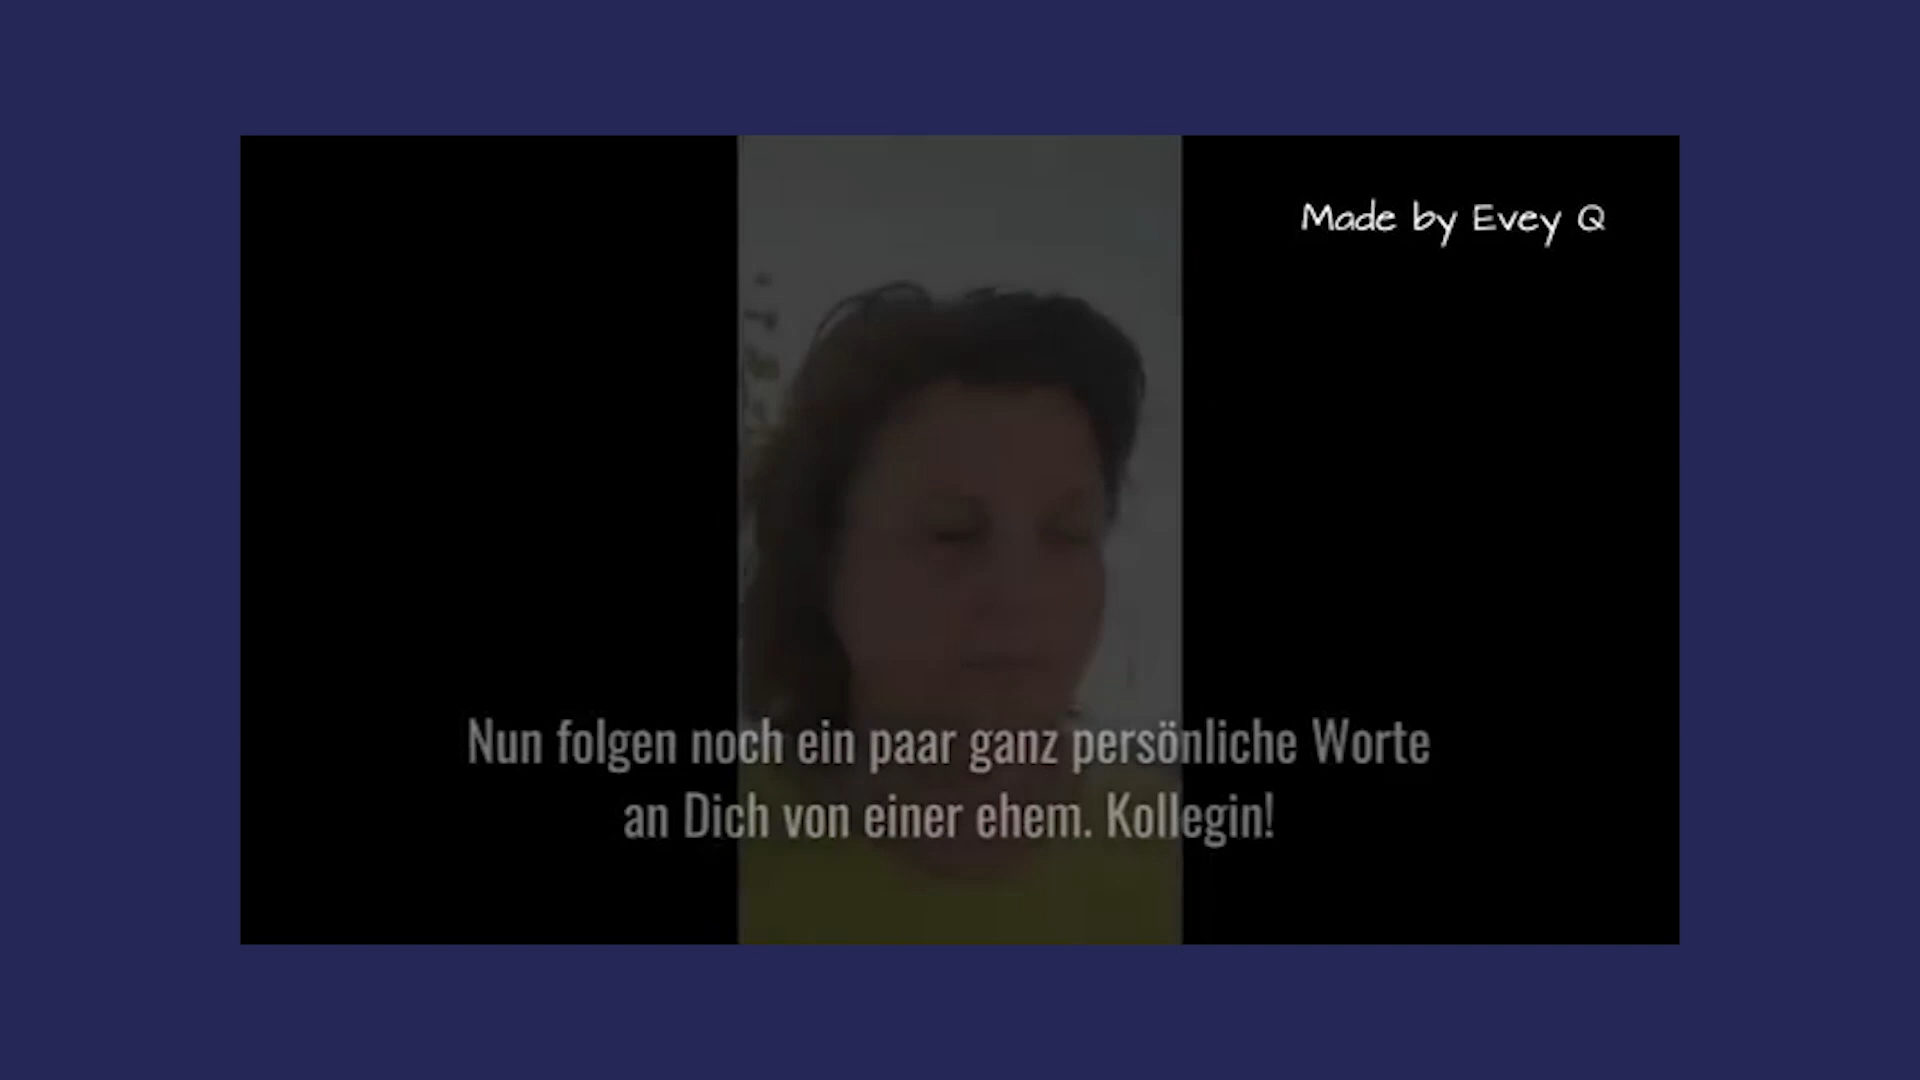 Made by Evey Q
Nun folgen noch ein paar ganz persönliche Worte
an Dich von einer ehem. Kollegin!